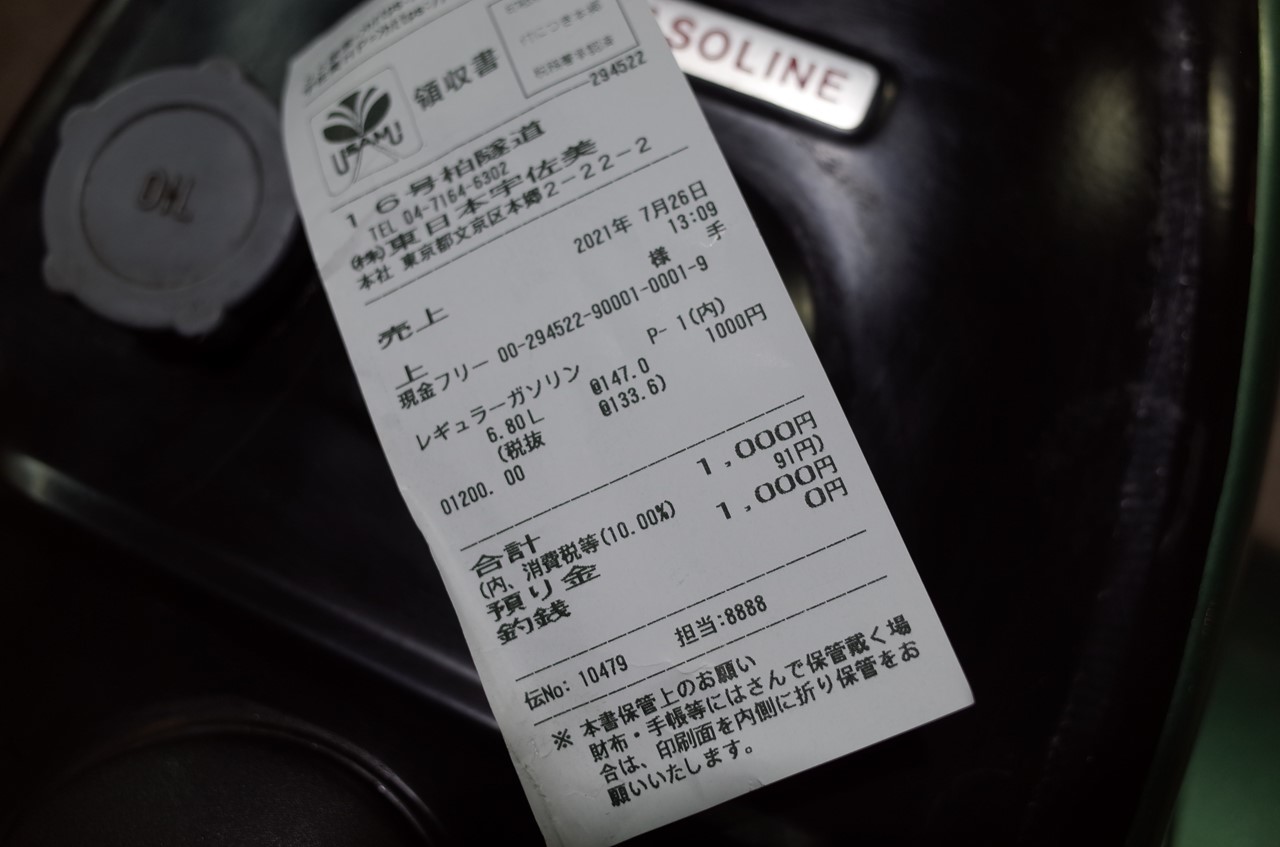 OIL
SOLINE
USAMU
領収書
税務署承認済
294522
16号柏隧道
TEL 04-7164-6302
(株)東日本宇佐美
本社 東京都文京区本郷2-22-2
2021年 7月26日
13:09
様 手
売上
上
現金フリー 00-294522-90001-0001-9
P- 1(内)
レギュラーガソリン 1000円
6.80L @147.0
(税抜 @133.6)
01200. 00
合計 1,000円
(内、消費税等(10.00%) 91円)
預り金 1,000円
釣銭 0円
伝No: 10479 担当:8888
※ 本書保管上のお願い
財布・手帳等にはさんで保管戴く場
合は、印刷面を内側に折り保管をお
願いいたします。